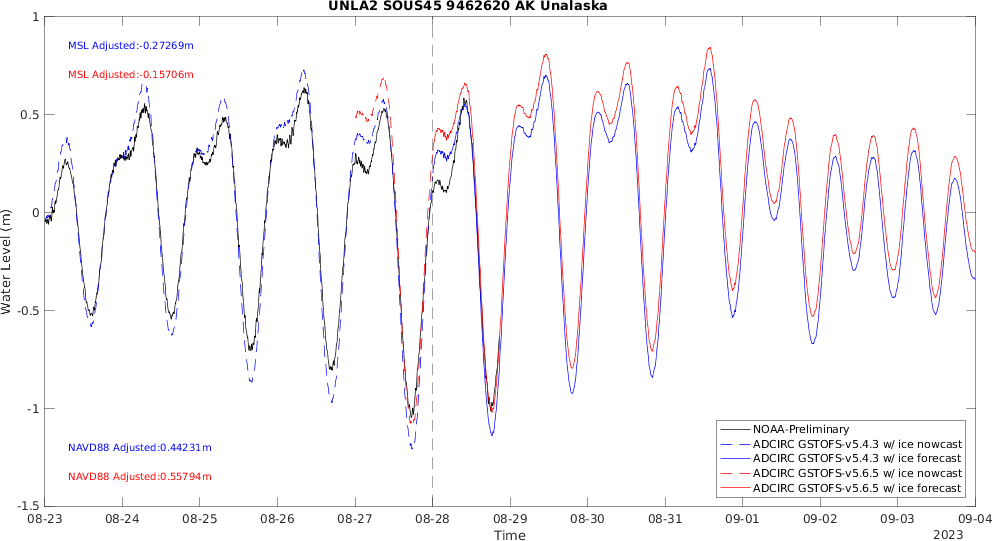 UNLA2 SOUS45 9462620 AK Unalaska
MSL Adjusted:-0.27269m
MSL Adjusted:-0.15706m
NAVD88 Adjusted:0.44231m
NAVD88 Adjusted:0.55794m
Water Level (m)
1
0.5
0
-0.5
-1
-1.5
NOAA-Preliminary
ADCIRC GSTOFS-v5.4.3 w/ ice nowcast
ADCIRC GSTOFS-v5.4.3 w/ ice forecast
ADCIRC GSTOFS-v5.6.5 w/ ice nowcast
ADCIRC GSTOFS-v5.6.5 w/ ice forecast
08-23 08-24 08-25 08-26 08-27 08-28 08-29 08-30 08-31 09-01 09-02 09-03 09-04
Time
2023